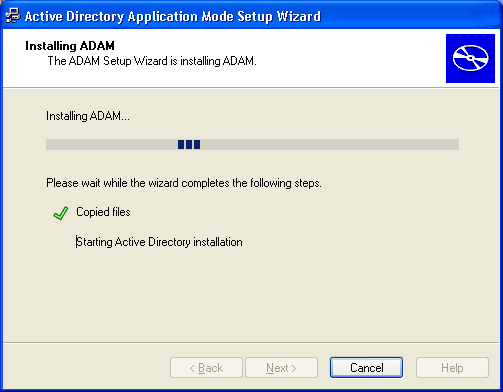 Active Directory Application Mode Setup Wizard
Installing ADAM
The ADAM Setup Wizard is installing ADAM.
Installing ADAM...
Please wait while the wizard completes the following steps.
Copied files
Starting Active Directory installation
< Back
Next >
Cancel
Help